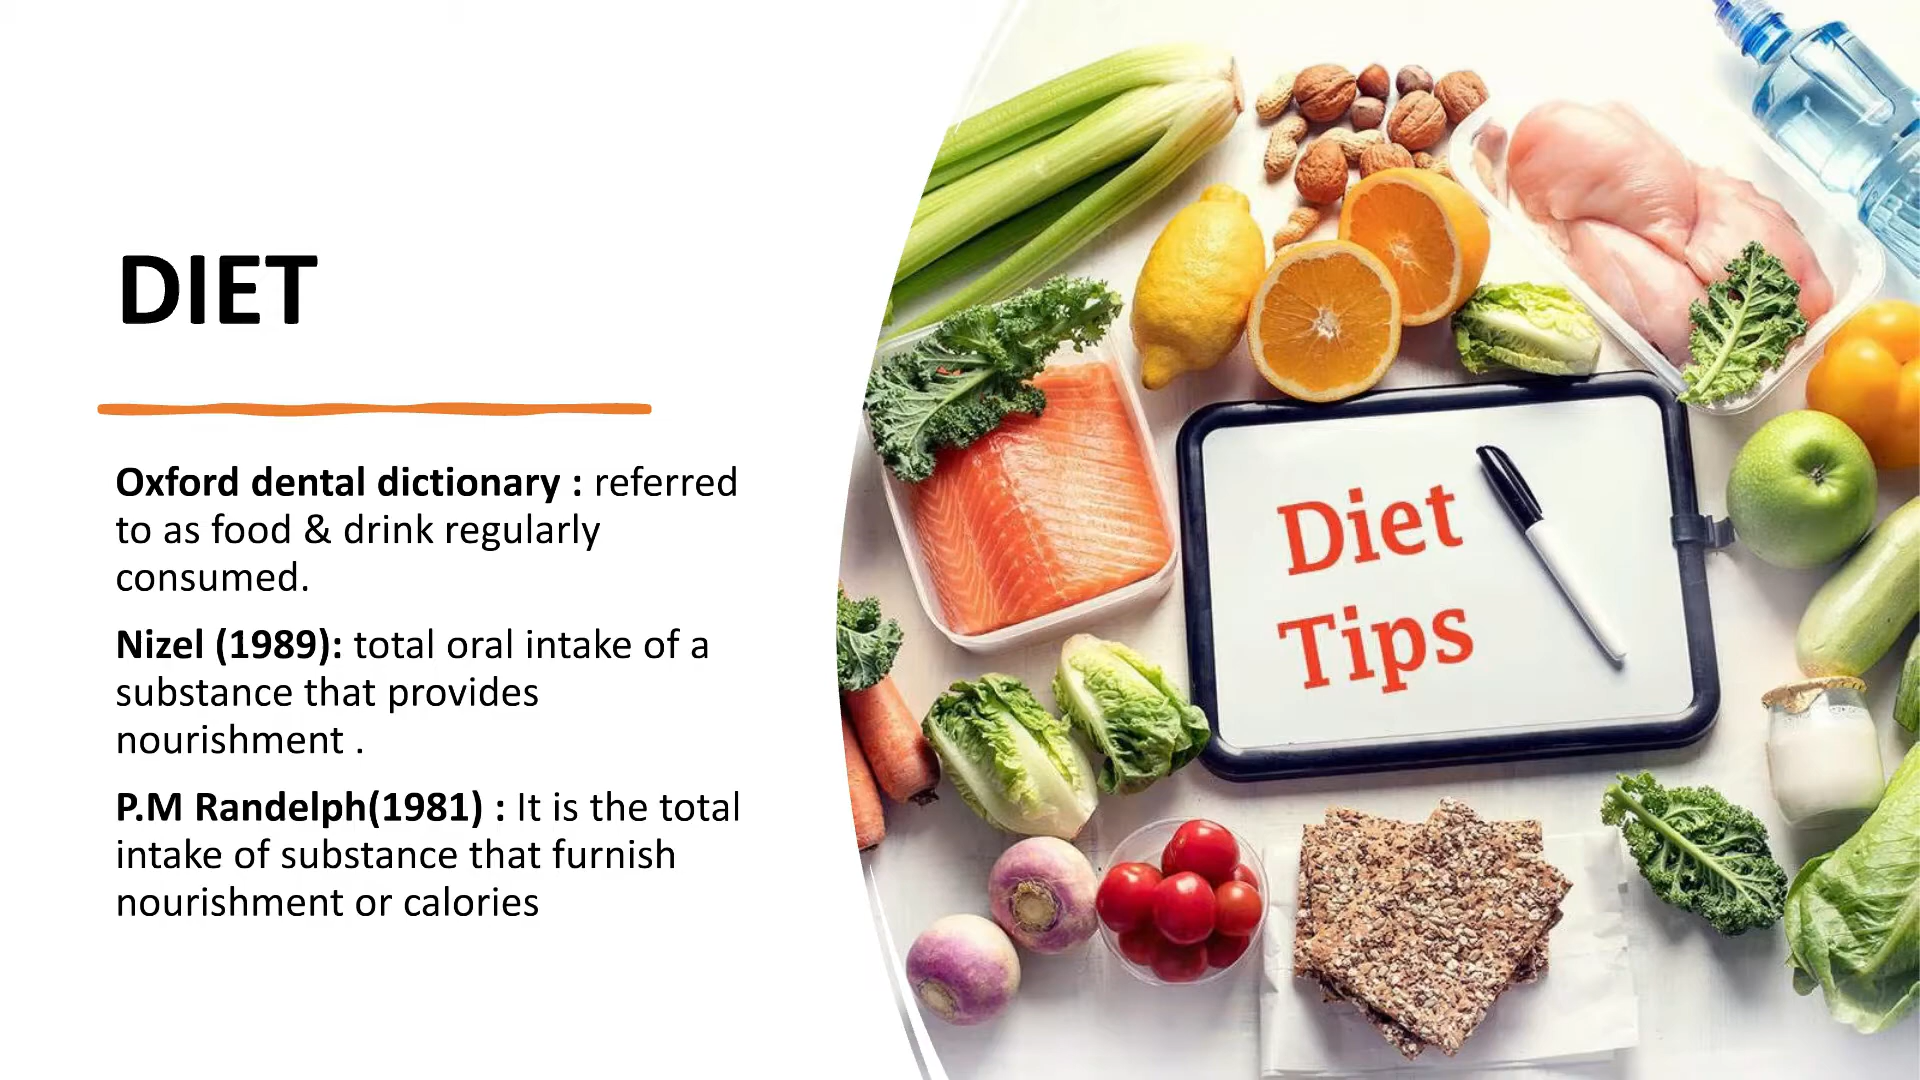 DIET
Oxford dental dictionary : referred
to as food & drink regularly
consumed.
Nizel (1989): total oral intake of a
substance that provides
nourishment .
P.M Randelph(1981) : It is the total
intake of substance that furnish
nourishment or calories
Diet
Tips